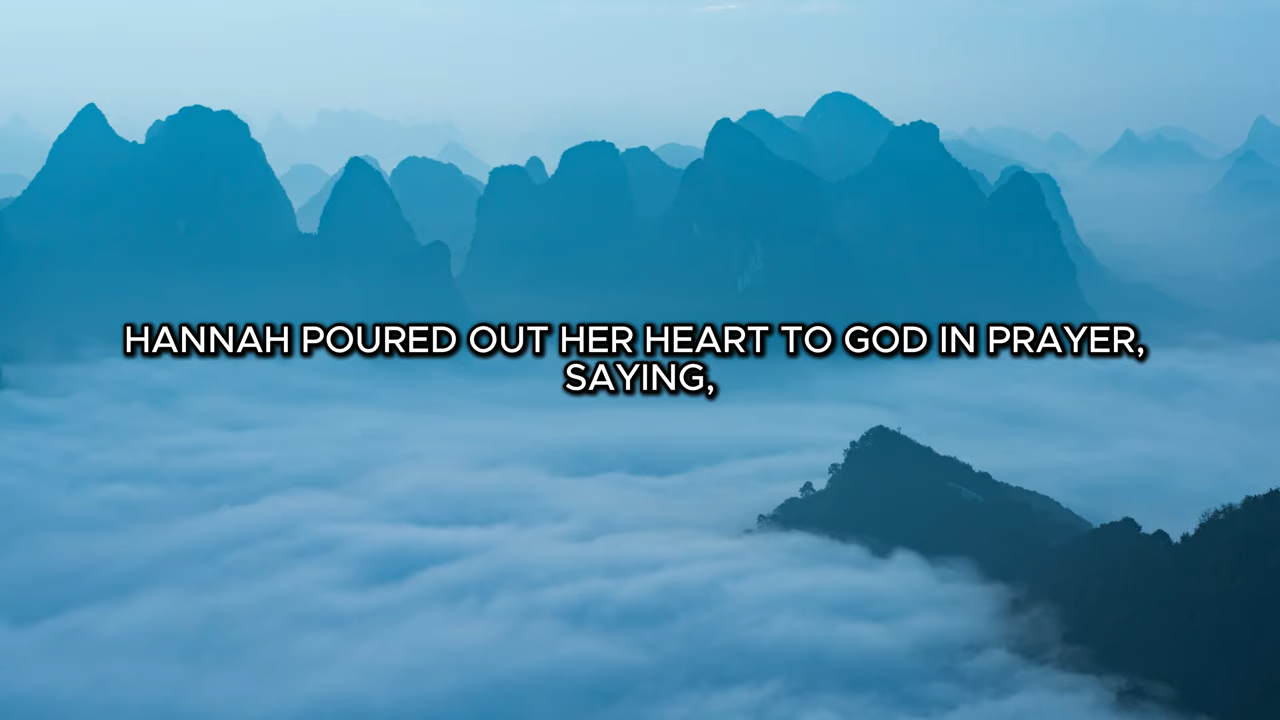 HANNAH POURED OUT HER HEART TO GOD IN PRAYER,
SAYING,